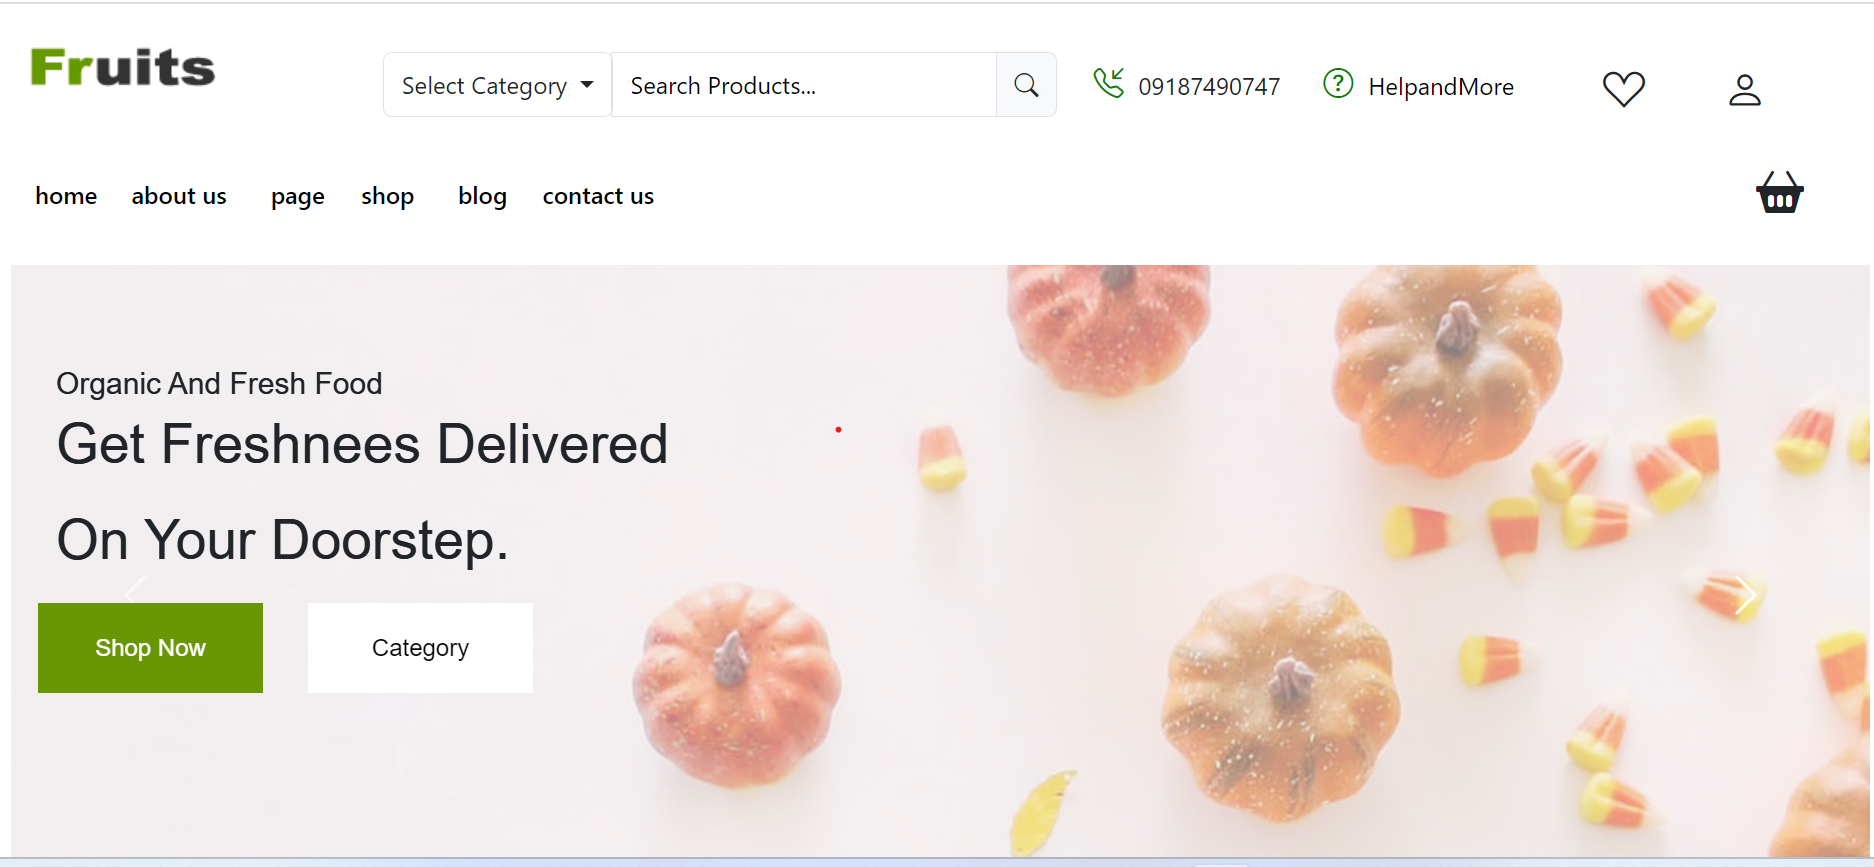 Fruits
Select Category
Search Products...
09187490747
HelpandMore
home
about us
page
shop
blog
contact us
Organic And Fresh Food
Get Freshnees Delivered
On Your Doorstep.
Shop Now
Category